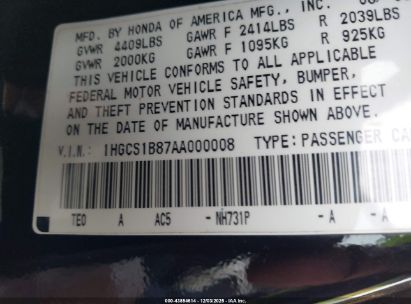 MFD. BY HONDA OF AMERICA MFG., INC.
GVWR 4409LBS GAWR F 2414LBS R 2039LBS
GVWR 2000KG GAWR F 1095KG R 925KG
THIS VEHICLE CONFORMS TO ALL APPLICABLE
FEDERAL MOTOR VEHICLE SAFETY, BUMPER,
AND THEFT PREVENTION STANDARDS IN EFFECT
ON THE DATE OF MANUFACTURE SHOWN ABOVE.
V.I.N.: 1HGCS1B87AA000008 TYPE:PASSENGER CA
TE0 A AC5 - NH731P -A -A